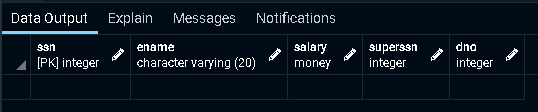 Data Output Explain Messages Notifications
ssn ename salary superssn dno
[PK] integer character varying (20) money integer integer